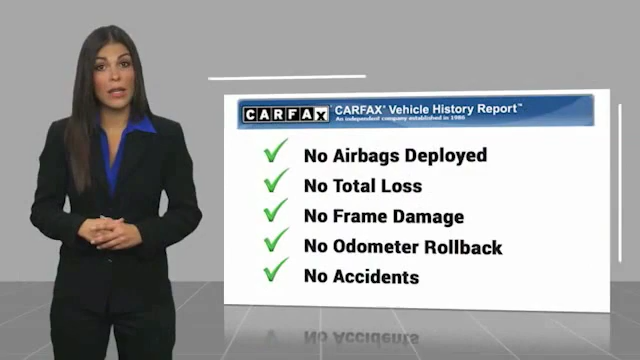 CARFAX CARFAX® Vehicle History Report™
An independent company established in 1986
No Airbags Deployed
No Total Loss
No Frame Damage
No Odometer Rollback
No Accidents